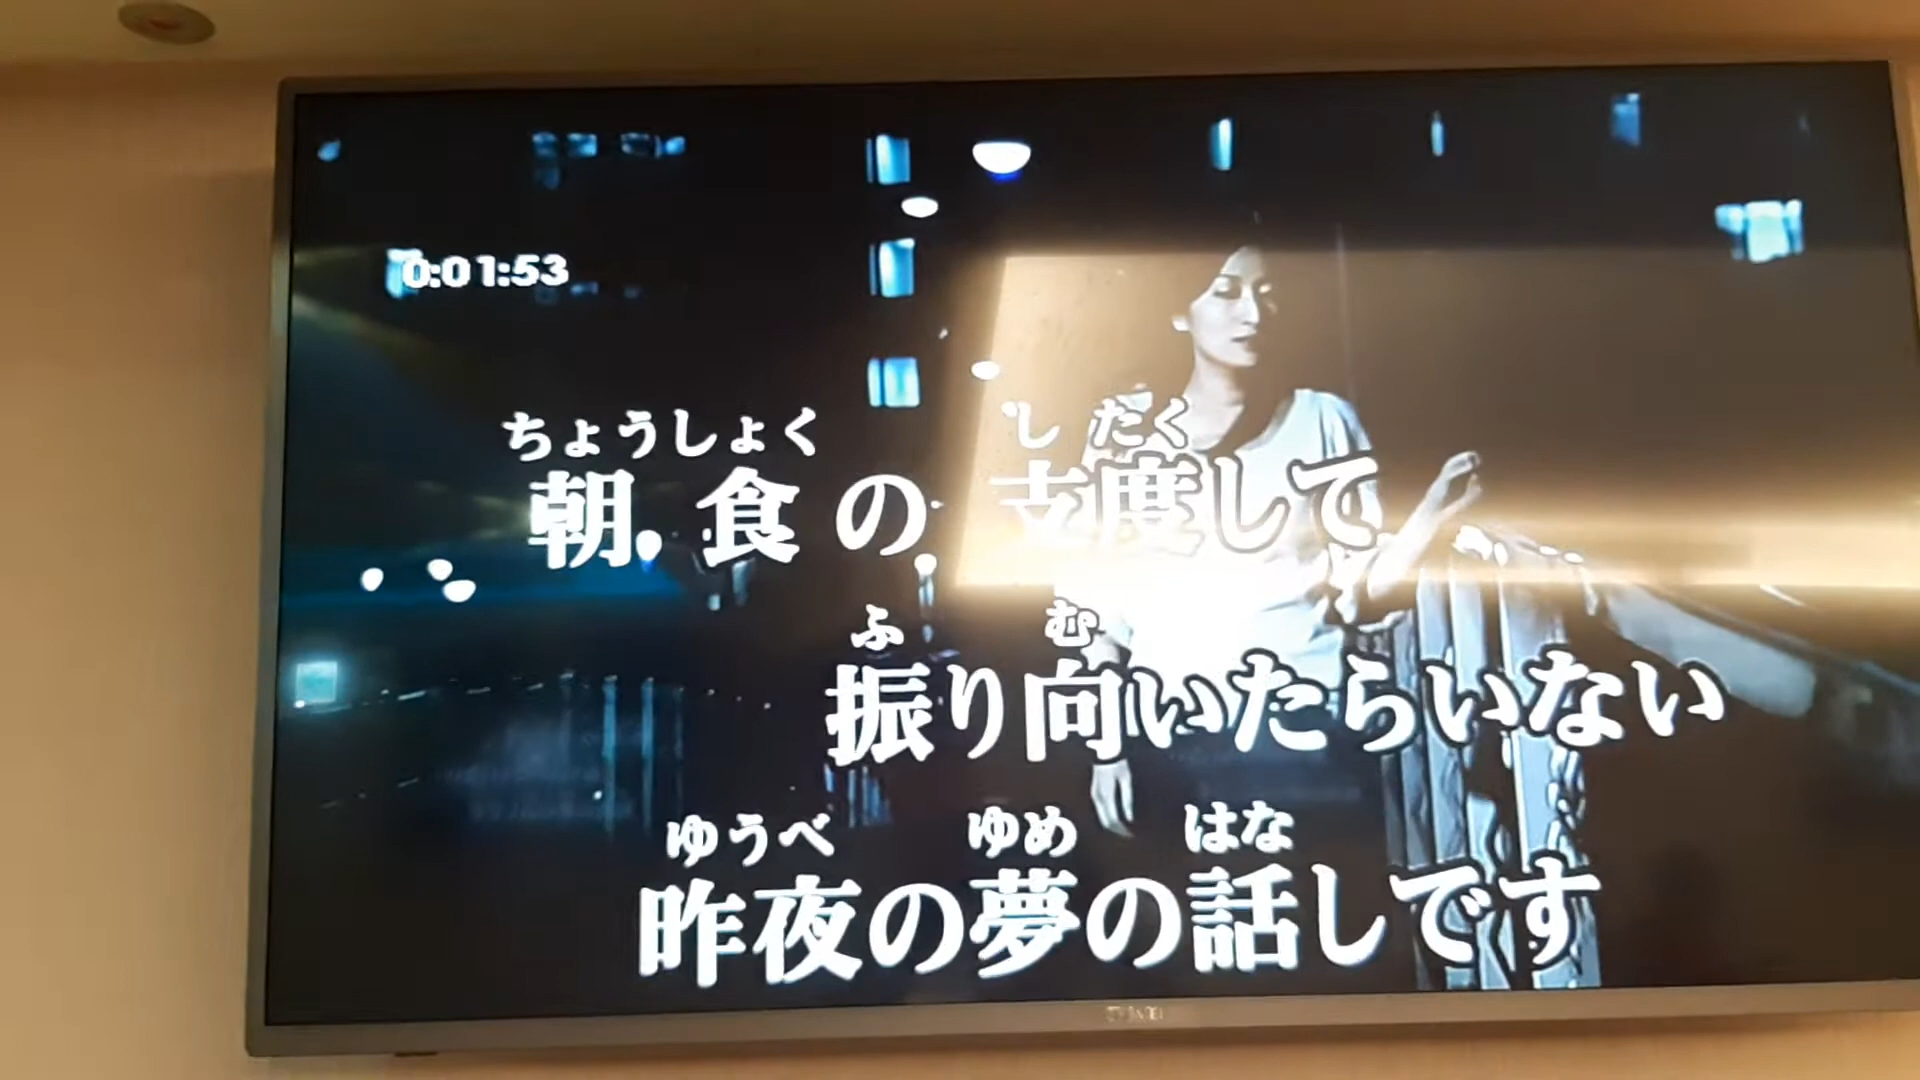 0:01:53
ちょうしょく じたく
朝食の支度して
ふ む
振り向いたらいない
ゆうべ ゆめ はな
昨夜の夢の話しです